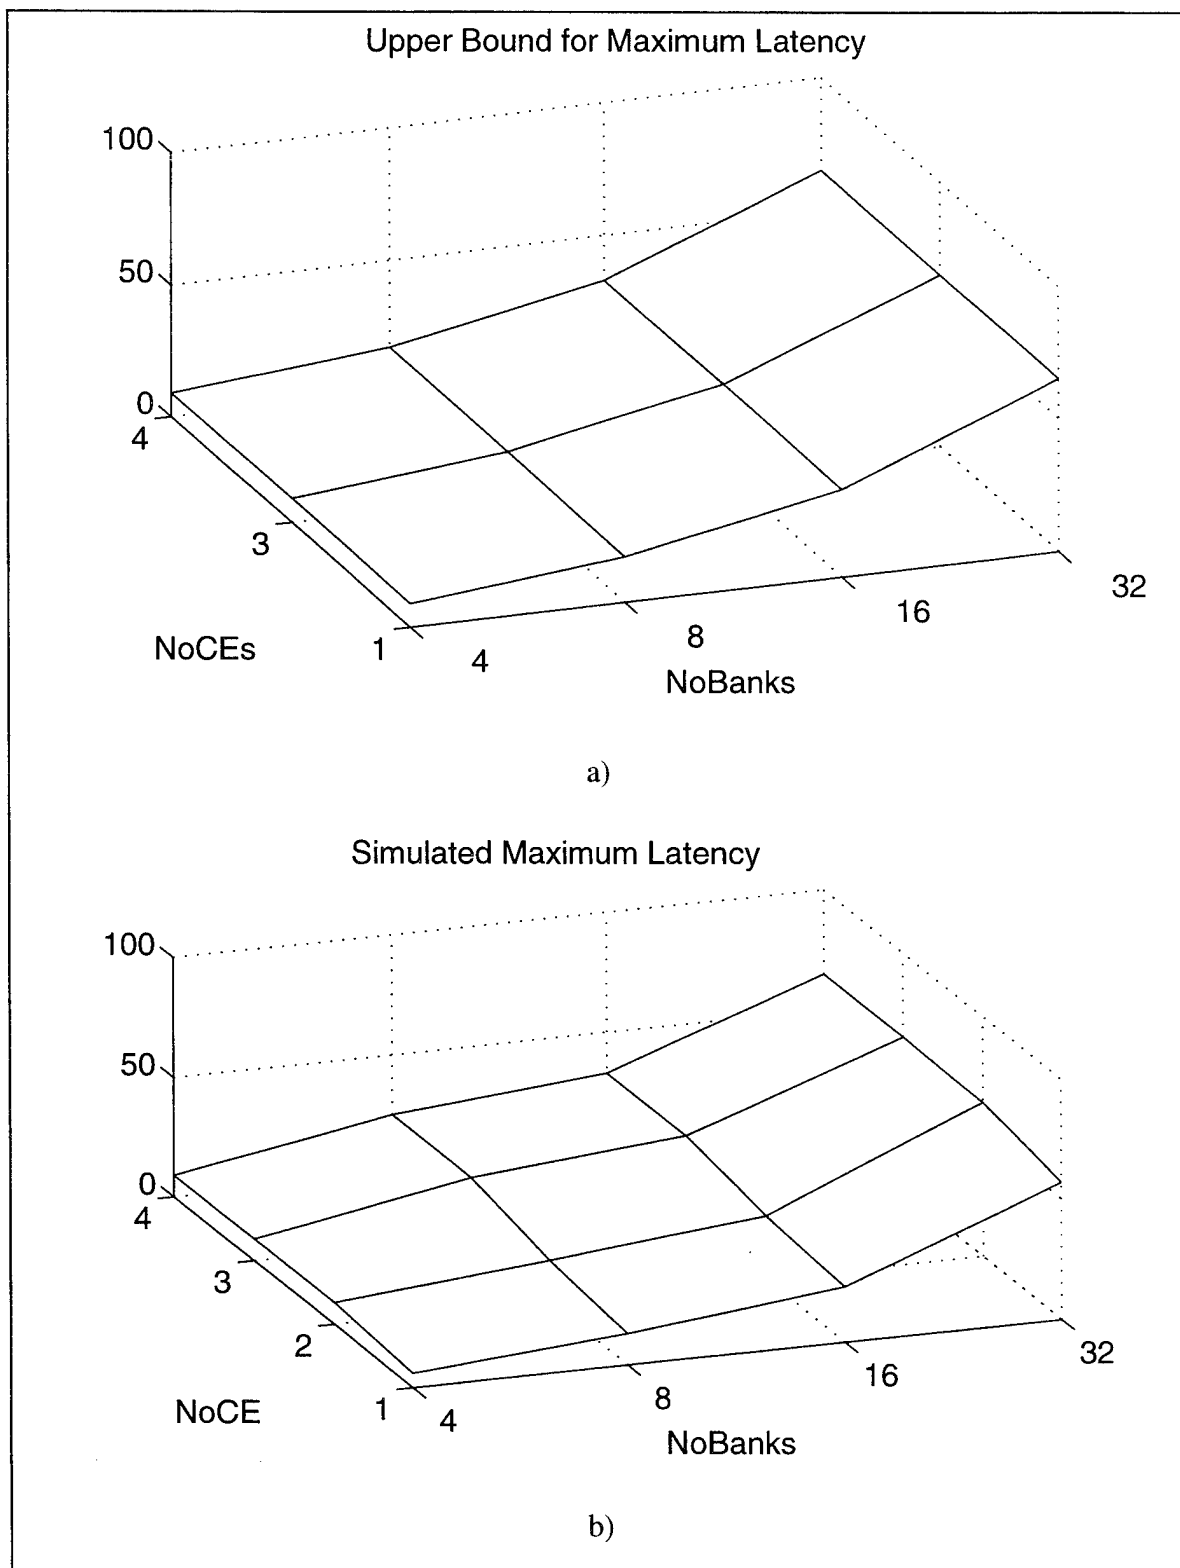 Upper Bound for Maximum Latency
100
50
0
4
3
1
NoCEs
4
8
16
32
NoBanks
a)
Simulated Maximum Latency
100
50
0
4
3
2
1
NoCE
4
8
16
32
NoBanks
b)